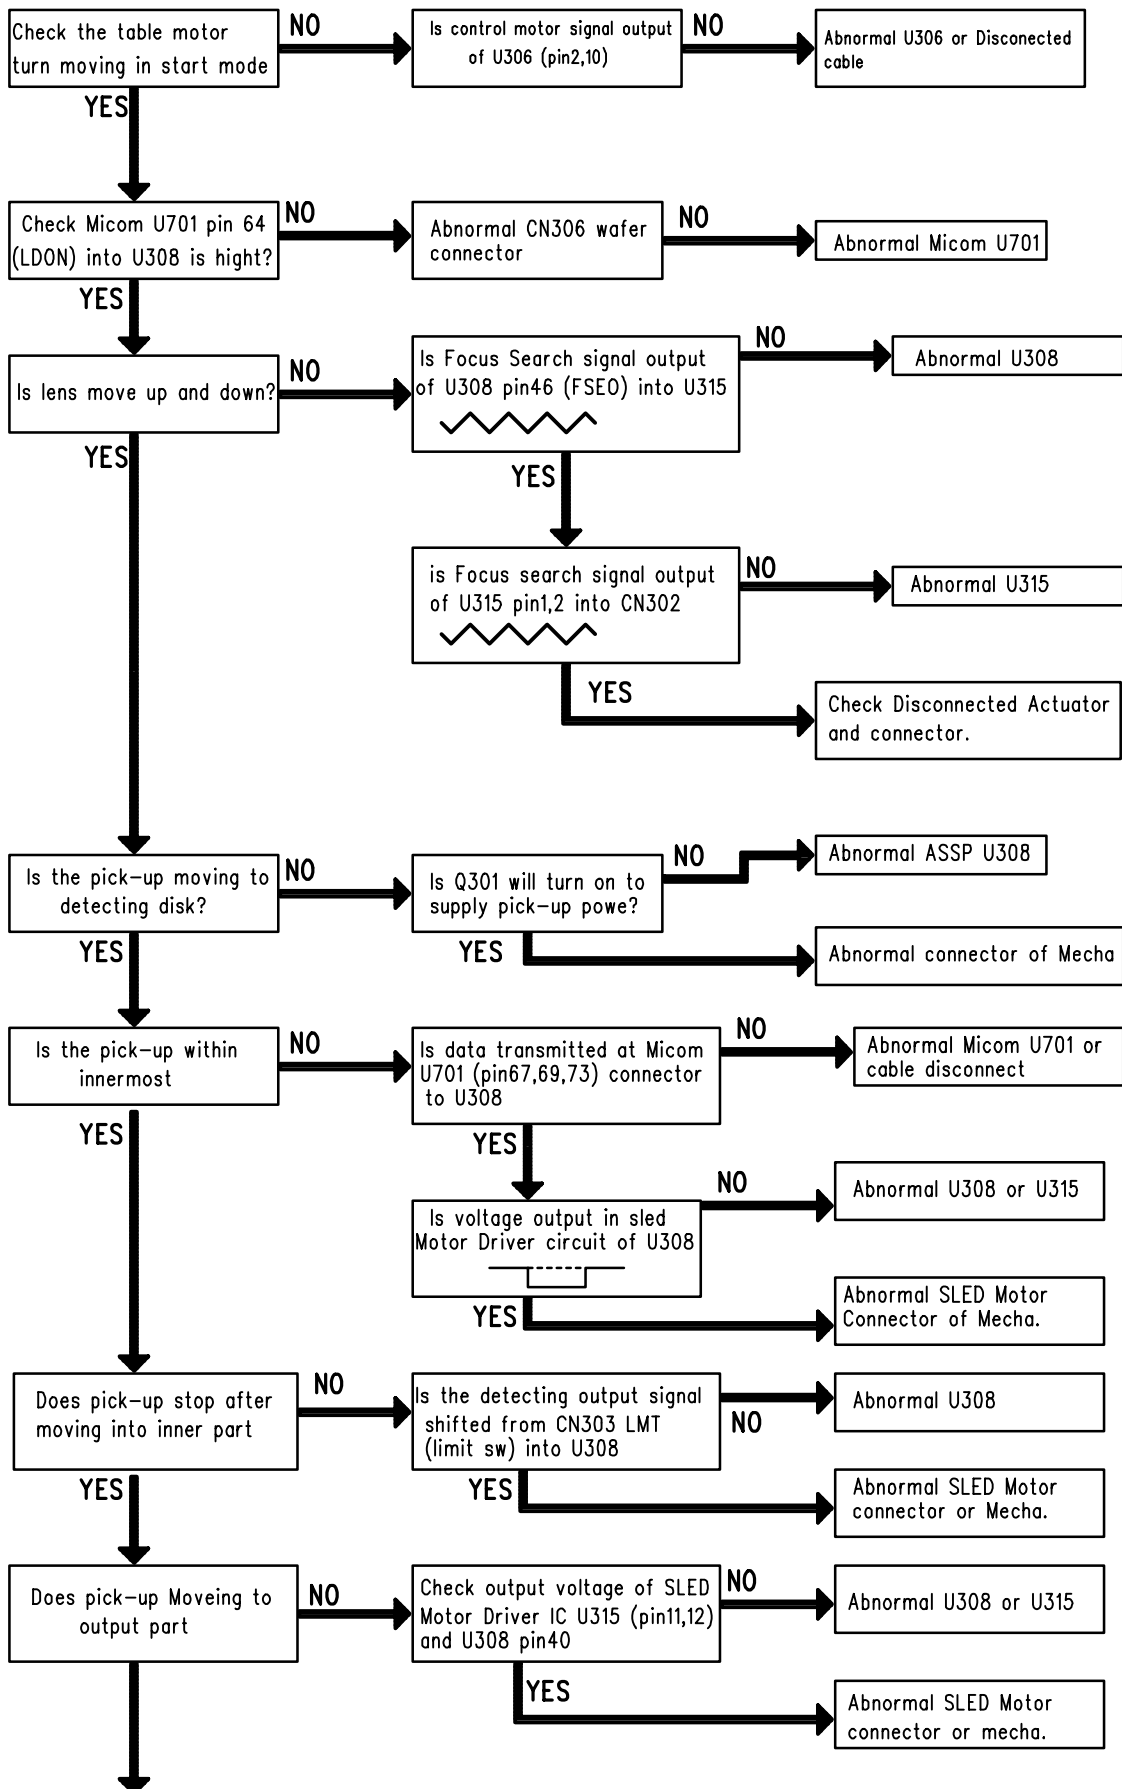 Check the table motor
turn moving in start mode
NO
Is control motor signal output
of U306 (pin2,10)
NO
Abnormal U306 or Disconected
cable
YES
Check Micom U701 pin 64
(LDON) into U308 is hight?
NO
Abnormal CN306 wafer
connector
NO
Abnormal Micom U701
YES
Is lens move up and down?
NO
Is Focus Search signal output
of U308 pin46 (FSEO) into U315
NO
Abnormal U308
YES
YES
is Focus search signal output
of U315 pin1,2 into CN302
NO
Abnormal U315
YES
Check Disconnected Actuator
and connector.
Is the pick-up moving to
detecting disk?
NO
Is Q301 will turn on to
supply pick-up powe?
NO
Abnormal ASSP U308
YES
YES
Abnormal connector of Mecha
Is the pick-up within
innermost
NO
Is data transmitted at Micom
U701 (pin67,69,73) connector
to U308
NO
Abnormal Micom U701 or
cable disconnect
YES
YES
Is voltage output in sled
Motor Driver circuit of U308
NO
Abnormal U308 or U315
YES
Abnormal SLED Motor
Connector of Mecha.
Does pick-up stop after
moving into inner part
NO
Is the detecting output signal
shifted from CN303 LMT
(limit sw) into U308
NO
Abnormal U308
YES
YES
Abnormal SLED Motor
connector or Mecha.
Does pick-up Moveing to
output part
NO
Check output voltage of SLED
Motor Driver IC U315 (pin11,12)
and U308 pin40
NO
Abnormal U308 or U315
YES
Abnormal SLED Motor
connector or mecha.